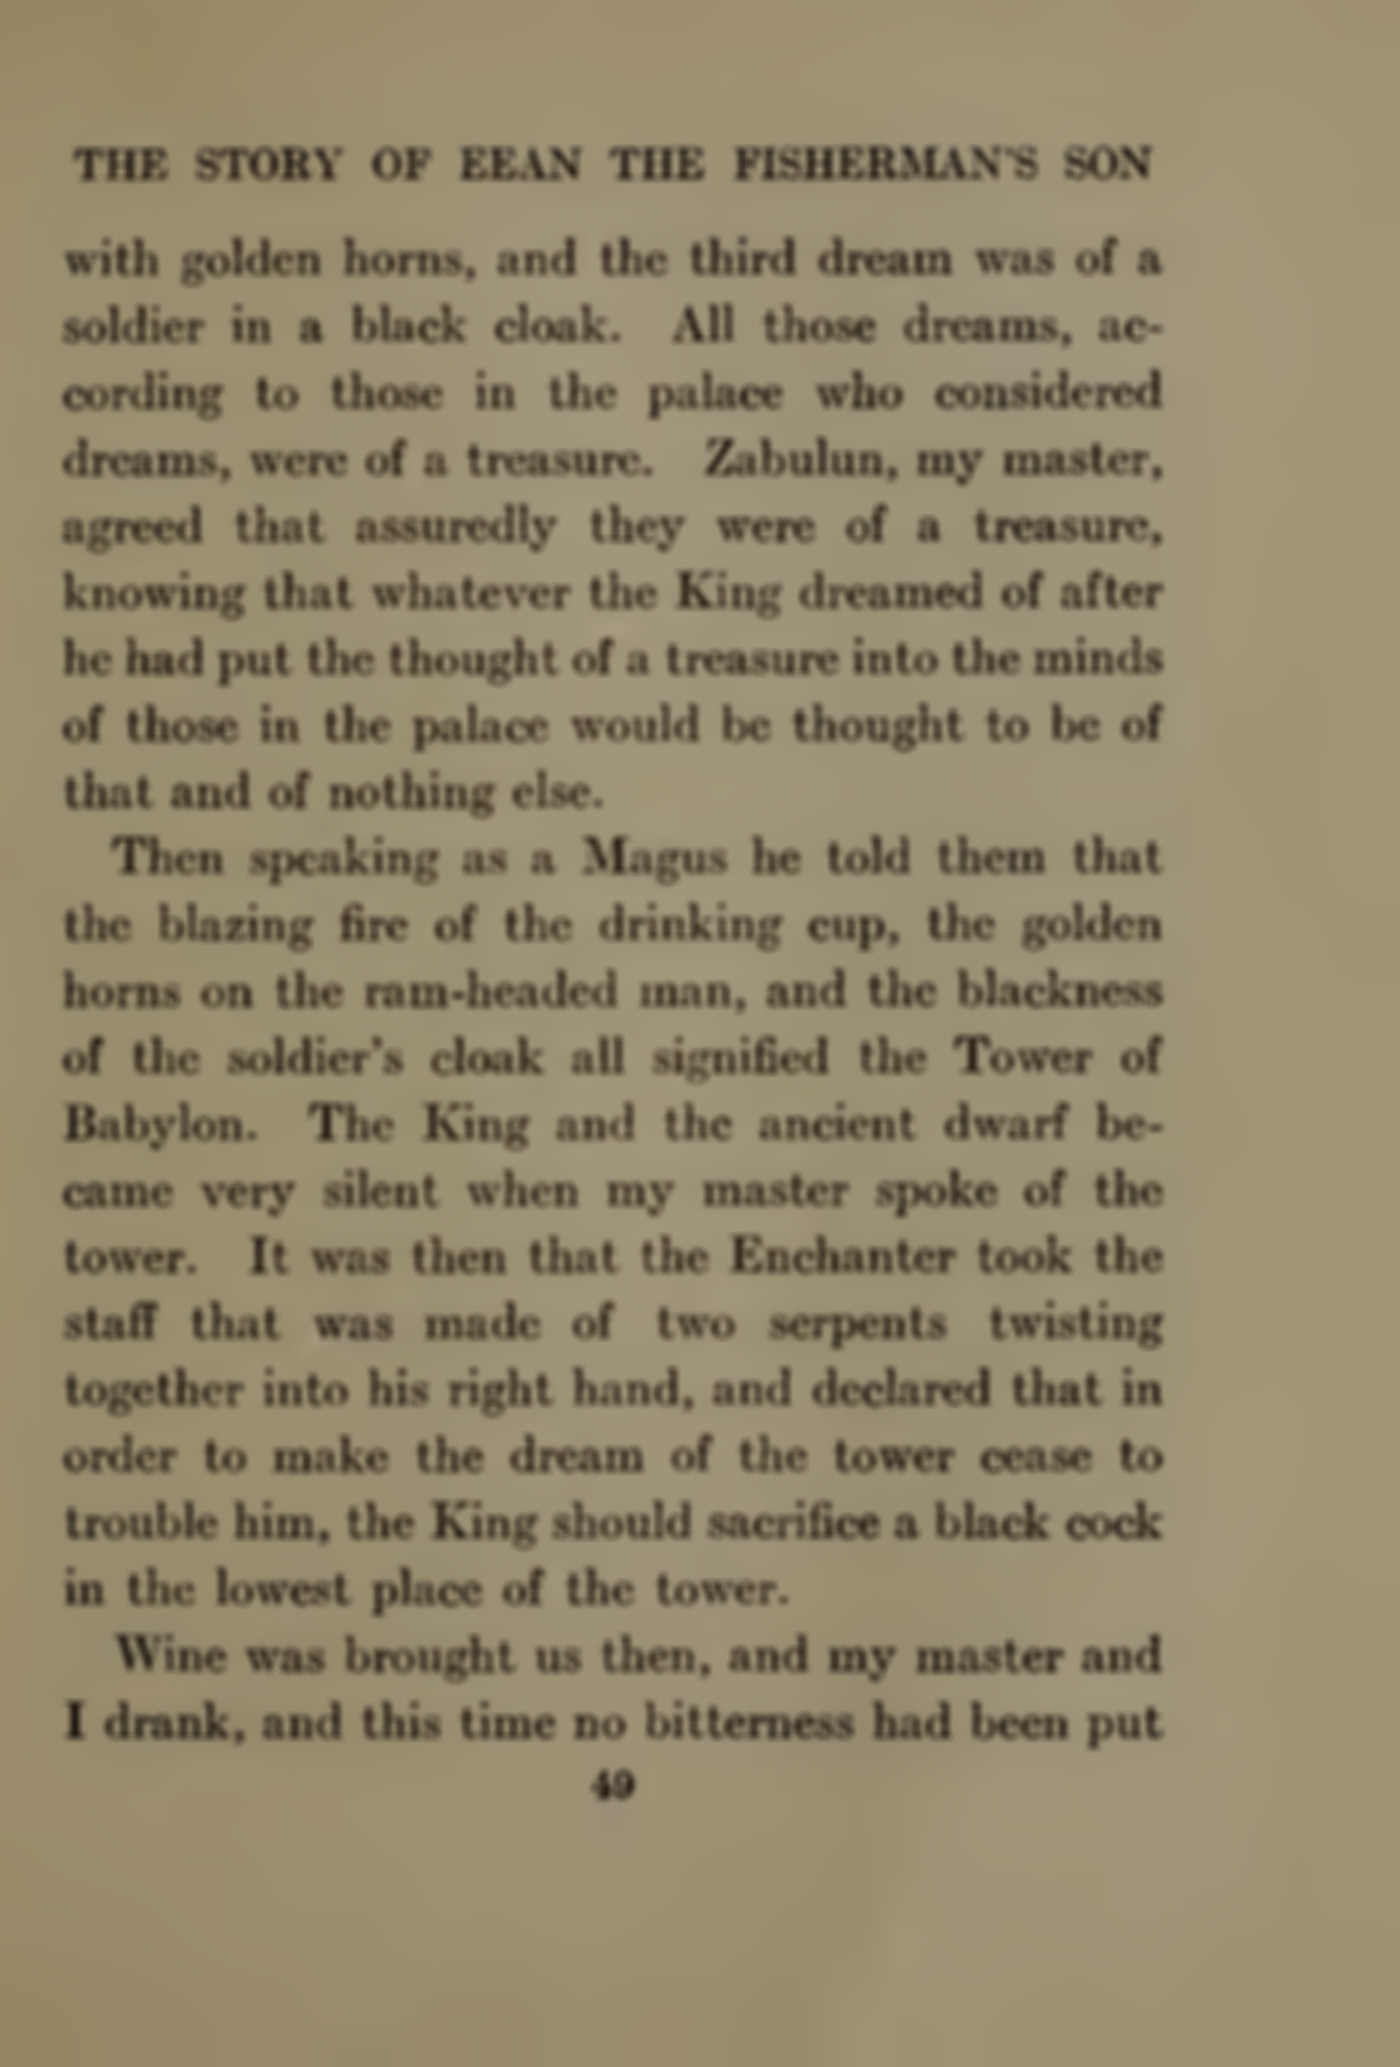 THE STORY OF EEAN THE FISHERMAN'S SON
with golden horns, and the third dream was of a
soldier in a black cloak. All those dreams, ac-
cording to those in the palace who considered
dreams, were of a treasure. Zabulun, my master,
agreed that assuredly they were of a treasure,
knowing that whatever the King dreamed of after
he had put the thought of a treasure into the minds
of those in the palace would be thought to be of
that and of nothing else.
Then speaking as a Magus he told them that
the blazing fire of the drinking cup, the golden
horns on the ram-headed man, and the blackness
of the soldier's cloak all signified the Tower of
Babylon. The King and the ancient dwarf be-
came very silent when my master spoke of the
tower. It was then that the Enchanter took the
staff that was made of two serpents twisting
together into his right hand, and declared that in
order to make the dream of the tower cease to
trouble him, the King should sacrifice a black cock
in the lowest place of the tower.
Wine was brought us then, and my master and
I drank, and this time no bitterness had been put
49